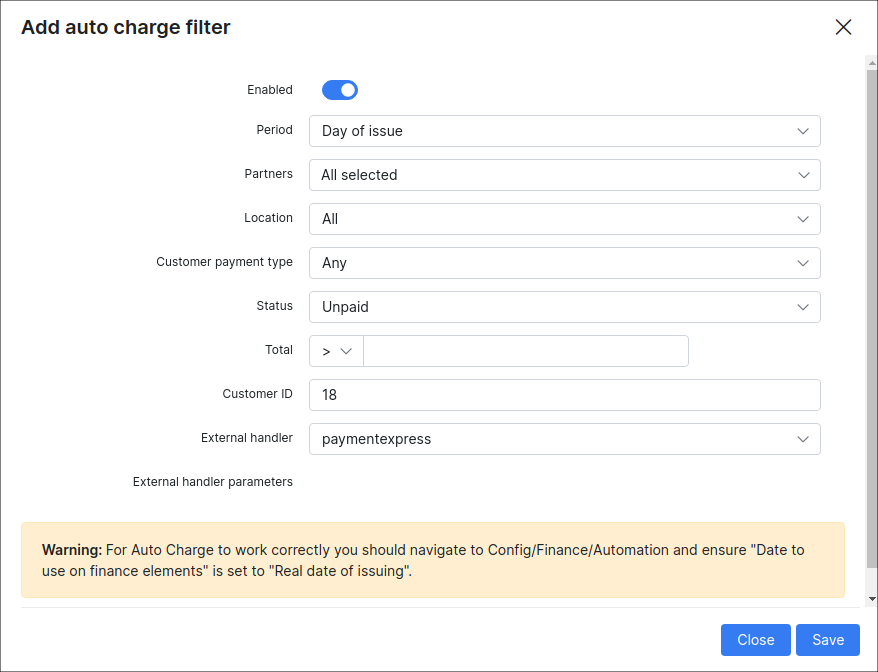 Add auto charge filter
Enabled
Period
Day of issue
Partners
All selected
Location
All
Customer payment type
Any
Status
Unpaid
Total
>
Customer ID
18
External handler
paymentexpress
External handler parameters
Warning: For Auto Charge to work correctly you should navigate to Config/Finance/Automation and ensure "Date to
use on finance elements" is set to "Real date of issuing".
Close
Save